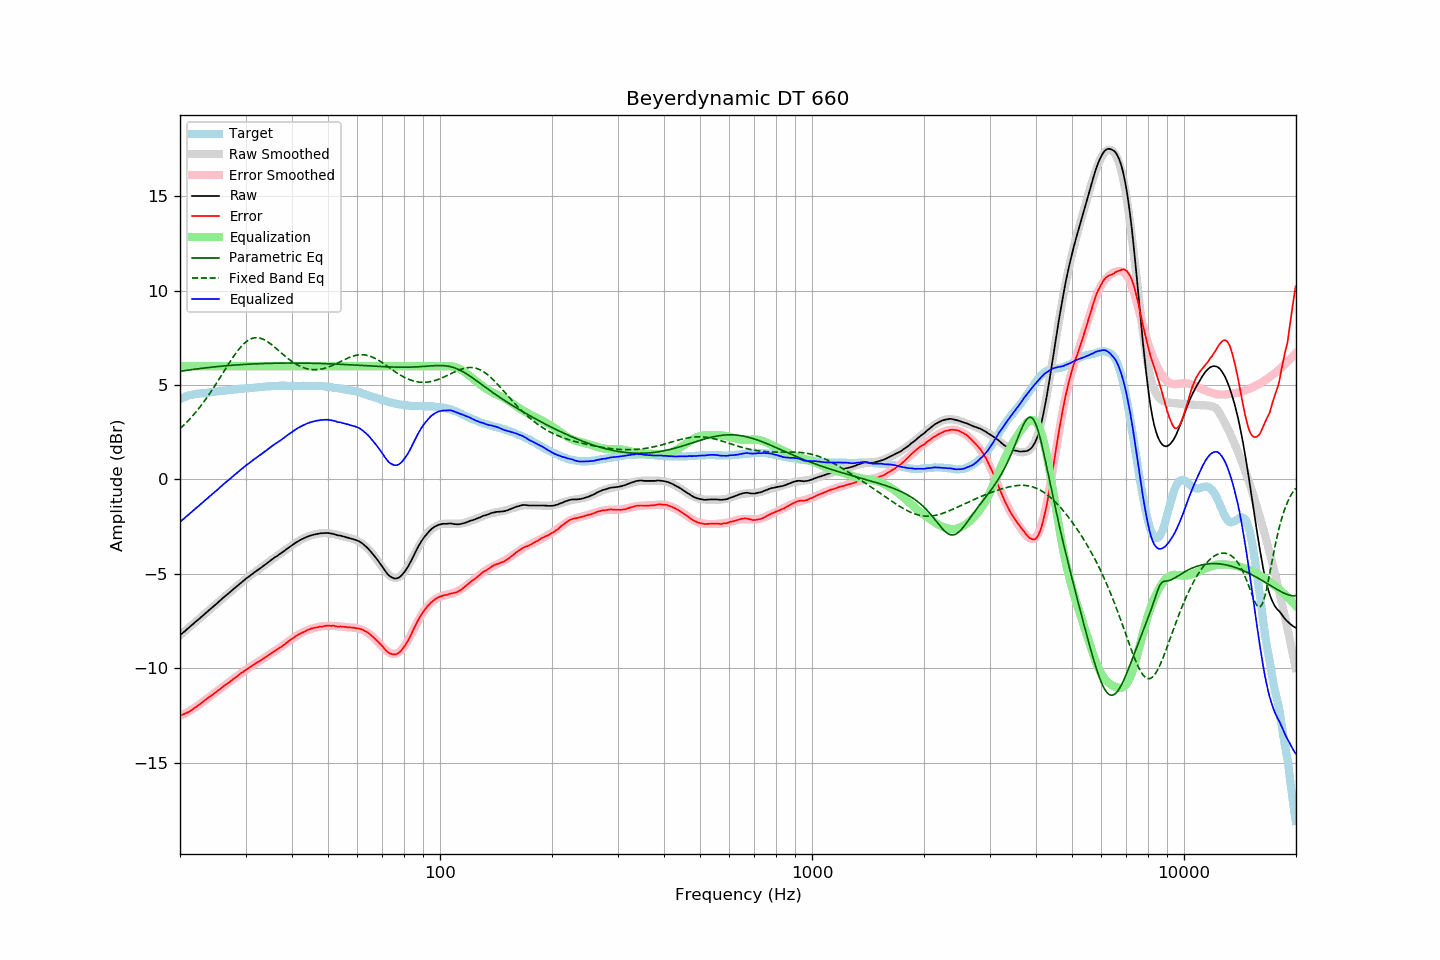 Beyerdynamic DT 660
Target
Raw Smoothed
Error Smoothed
Raw
Error
Equalization
Parametric Eq
Fixed Band Eq
Equalized
15
10
5
0
−5
−10
−15
Amplitude (dBr)
100
1000
10000
Frequency (Hz)